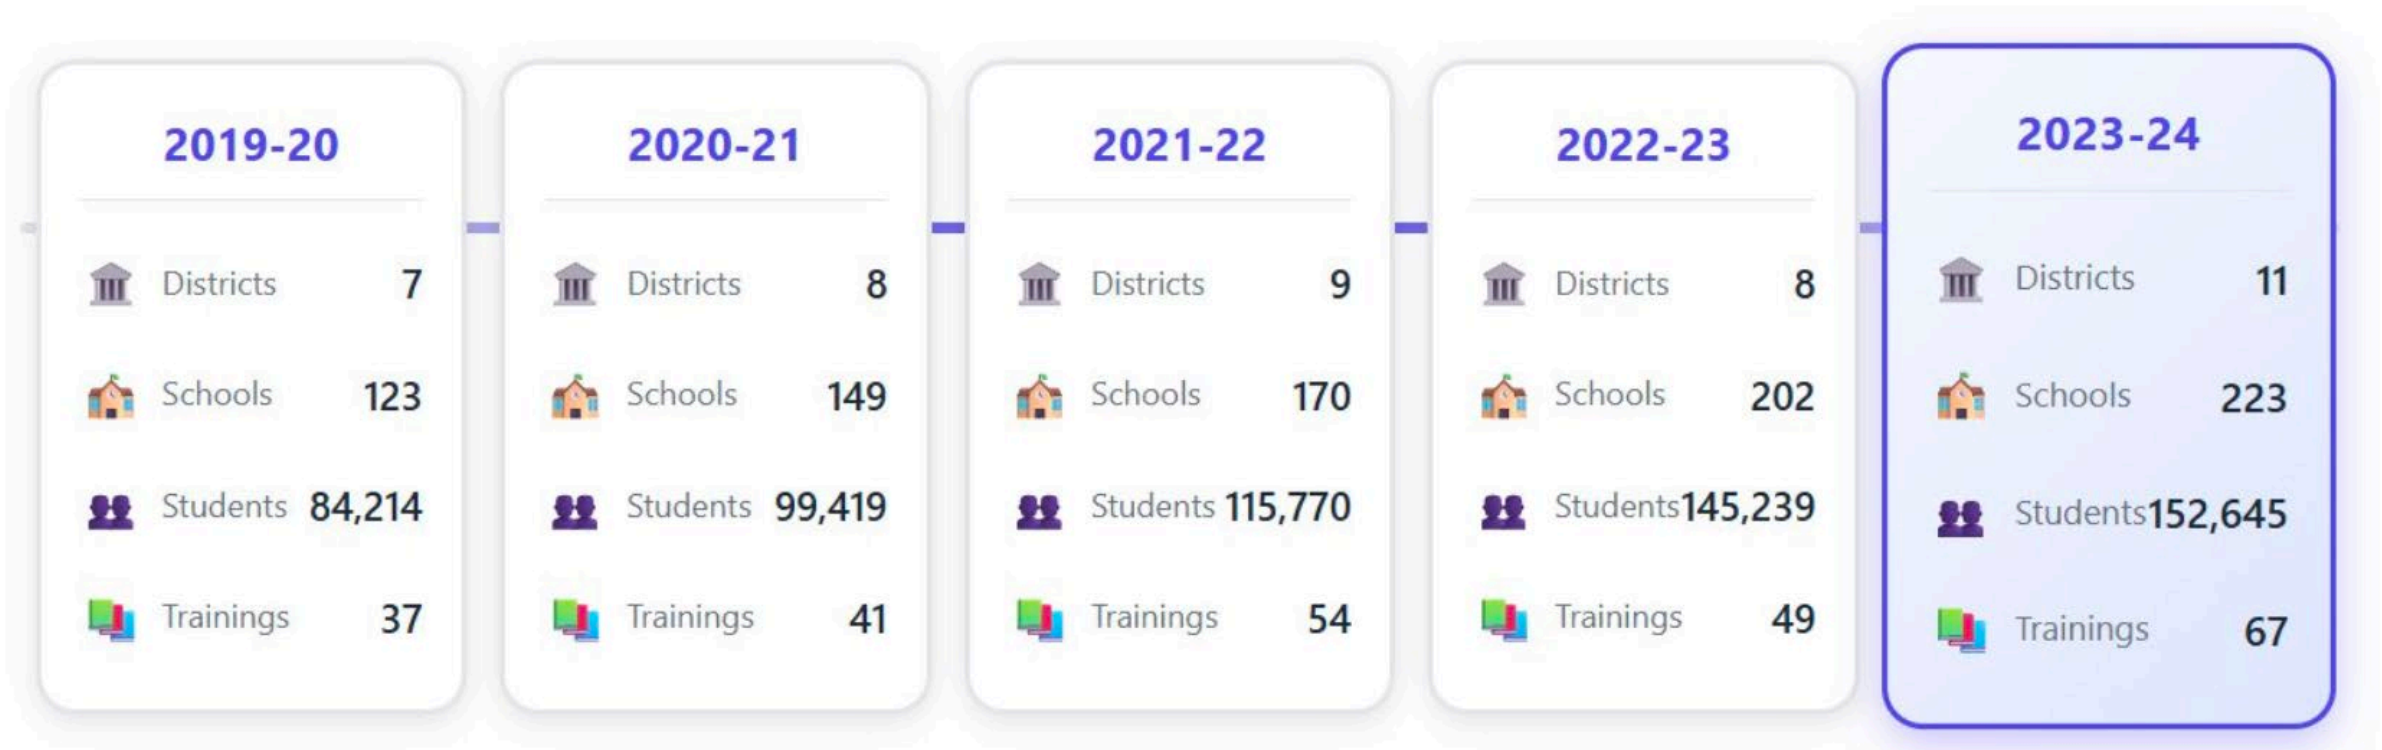 2019-20
Districts 7
Schools 123
Students 84,214
Trainings 37
2020-21
Districts 8
Schools 149
Students 99,419
Trainings 41
2021-22
Districts 9
Schools 170
Students 115,770
Trainings 54
2022-23
Districts 8
Schools 202
Students145,239
Trainings 49
2023-24
Districts 11
Schools 223
Students152,645
Trainings 67